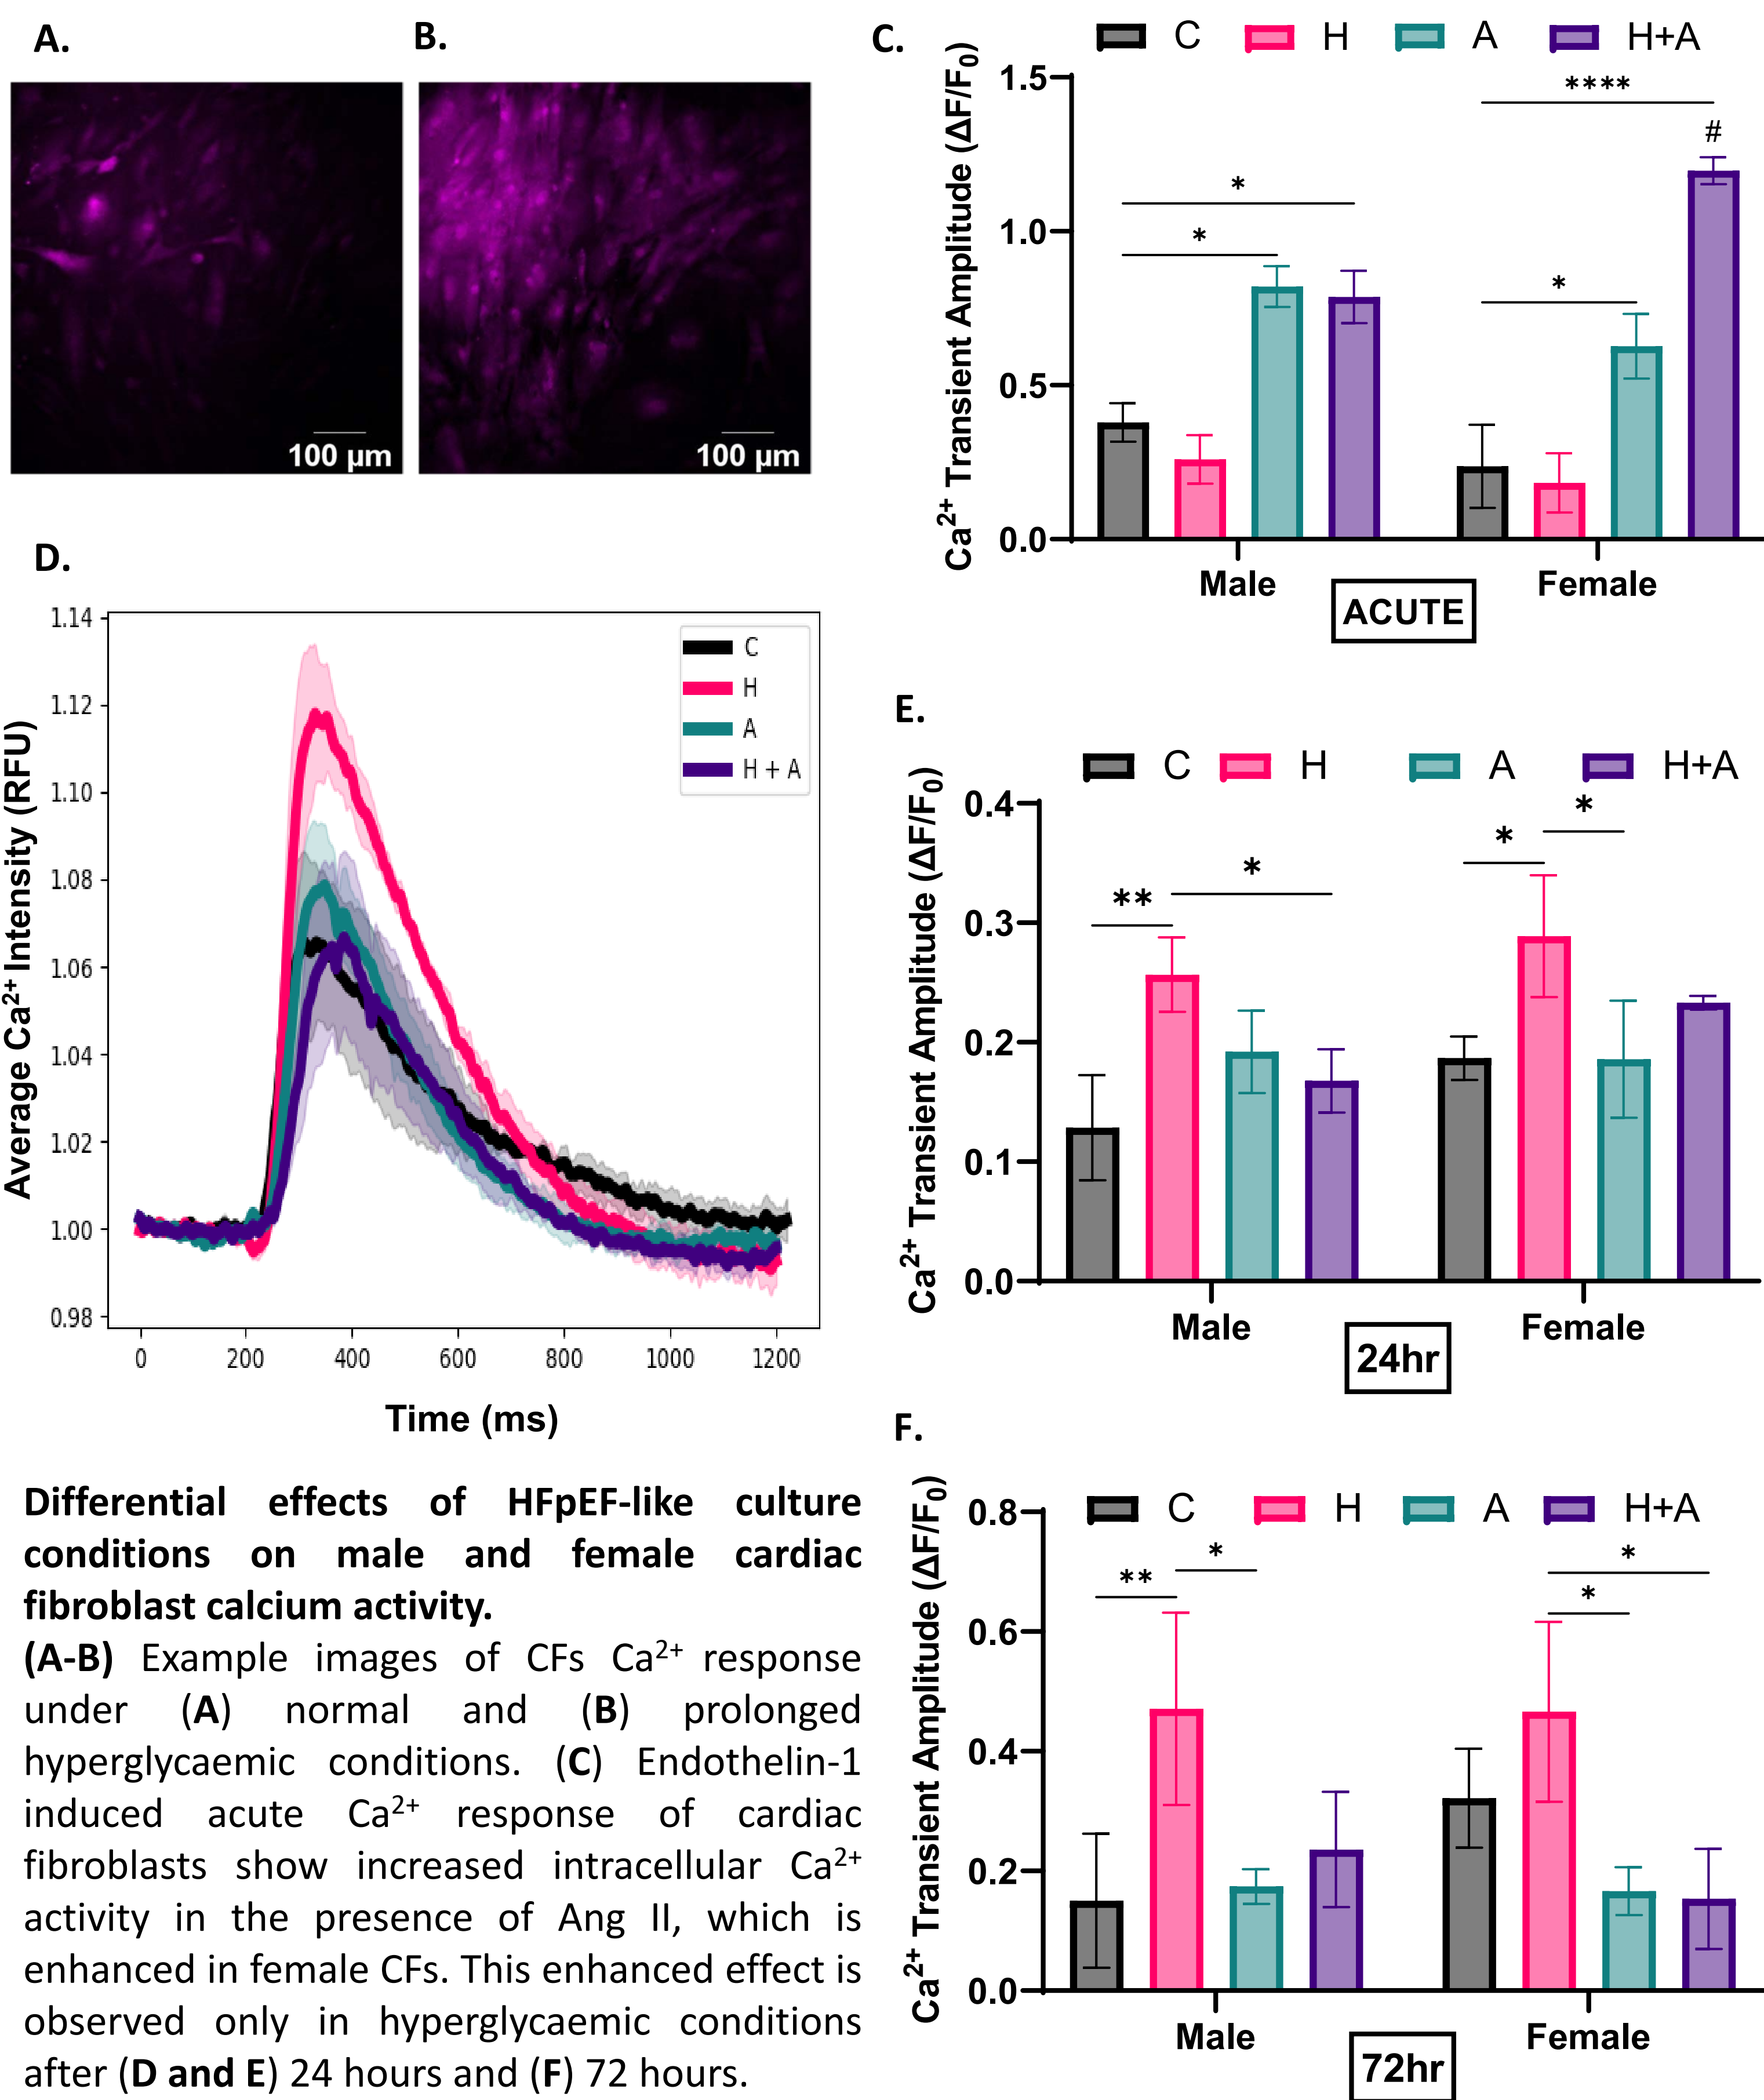 A.
B.
100 µm
100 µm
C.
C H A H+A
Ca²⁺ Transient Amplitude (ΔF/F₀)
1.5
1.0
0.5
0.0
*
*
*
****
#
Male
Female
ACUTE
D.
Average Ca²⁺ Intensity (RFU)
1.14
1.12
1.10
1.08
1.06
1.04
1.02
1.00
0.98
C
H
A
H + A
0 200 400 600 800 1000 1200
Time (ms)
E.
C H A H+A
Ca²⁺ Transient Amplitude (ΔF/F₀)
0.4
0.3
0.2
0.1
0.0
**
*
*
*
Male
Female
24hr
F.
C H A H+A
Ca²⁺ Transient Amplitude (ΔF/F₀)
0.8
0.6
0.4
0.2
0.0
**
*
*
*
Male
Female
72hr
Differential effects of HFpEF-like culture
conditions on male and female cardiac
fibroblast calcium activity.
(A-B) Example images of CFs Ca²⁺ response
under (A) normal and (B) prolonged
hyperglycaemic conditions. (C) Endothelin-1
induced acute Ca²⁺ response of cardiac
fibroblasts show increased intracellular Ca²⁺
activity in the presence of Ang II, which is
enhanced in female CFs. This enhanced effect is
observed only in hyperglycaemic conditions
after (D and E) 24 hours and (F) 72 hours.